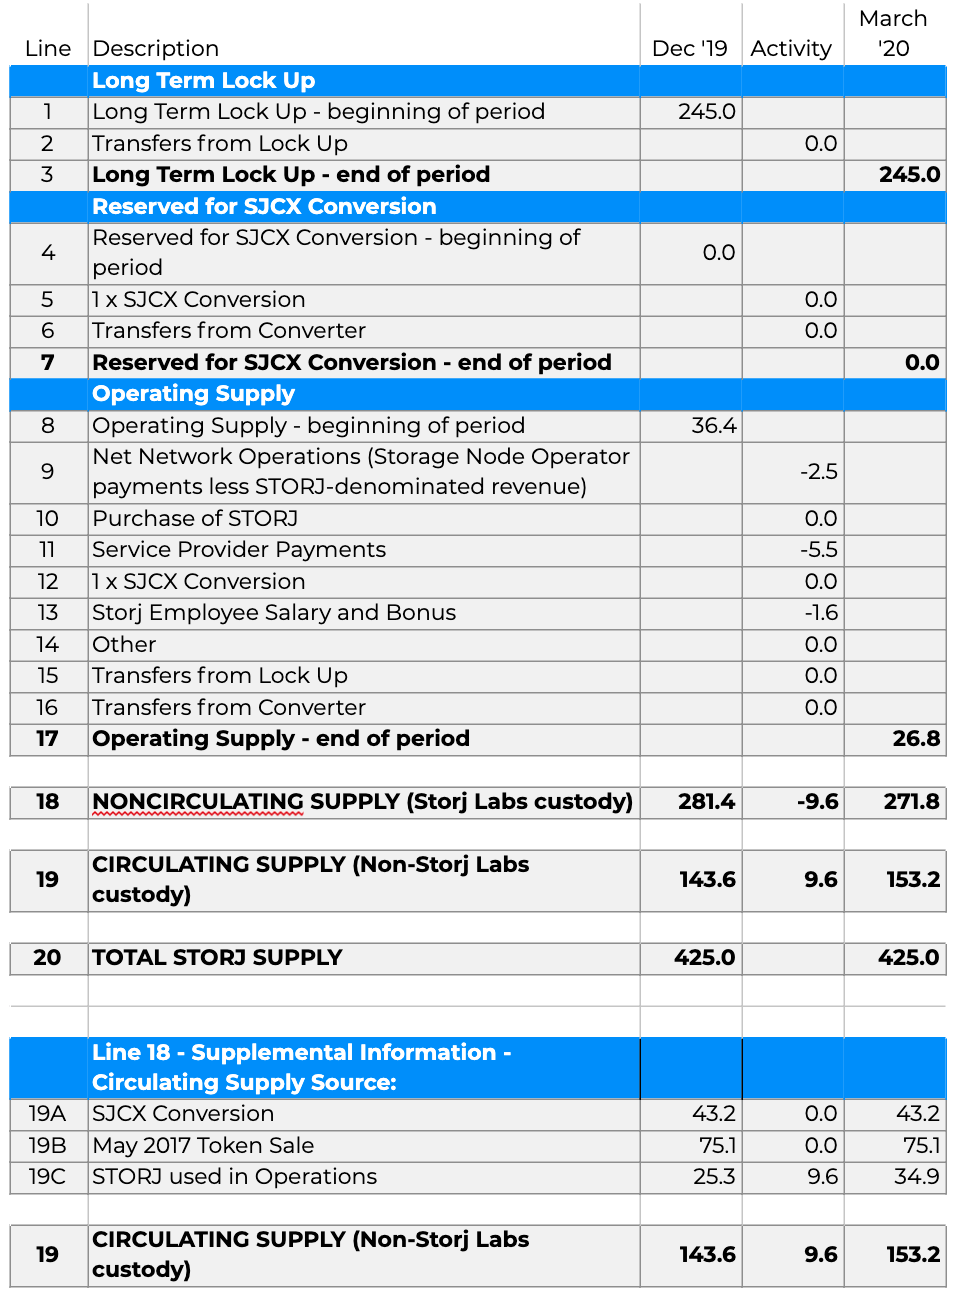 Line Description Dec '19 Activity March '20
Long Term Lock Up
1 Long Term Lock Up - beginning of period 245.0
2 Transfers from Lock Up 0.0
3 Long Term Lock Up - end of period 245.0
Reserved for SJCX Conversion
4 Reserved for SJCX Conversion - beginning of
period 0.0
5 1 x SJCX Conversion 0.0
6 Transfers from Converter 0.0
7 Reserved for SJCX Conversion - end of period 0.0
Operating Supply
8 Operating Supply - beginning of period 36.4
9 Net Network Operations (Storage Node Operator
payments less STORJ-denominated revenue) -2.5
10 Purchase of STORJ 0.0
11 Service Provider Payments -5.5
12 1 x SJCX Conversion 0.0
13 Storj Employee Salary and Bonus -1.6
14 Other 0.0
15 Transfers from Lock Up 0.0
16 Transfers from Converter 0.0
17 Operating Supply - end of period 26.8
18 NONCIRCULATING SUPPLY (Storj Labs custody) 281.4 -9.6 271.8
19 CIRCULATING SUPPLY (Non-Storj Labs
custody) 143.6 9.6 153.2
20 TOTAL STORJ SUPPLY 425.0 425.0
Line 18 - Supplemental Information -
Circulating Supply Source:
19A SJCX Conversion 43.2 0.0 43.2
19B May 2017 Token Sale 75.1 0.0 75.1
19C STORJ used in Operations 25.3 9.6 34.9
19 CIRCULATING SUPPLY (Non-Storj Labs
custody) 143.6 9.6 153.2